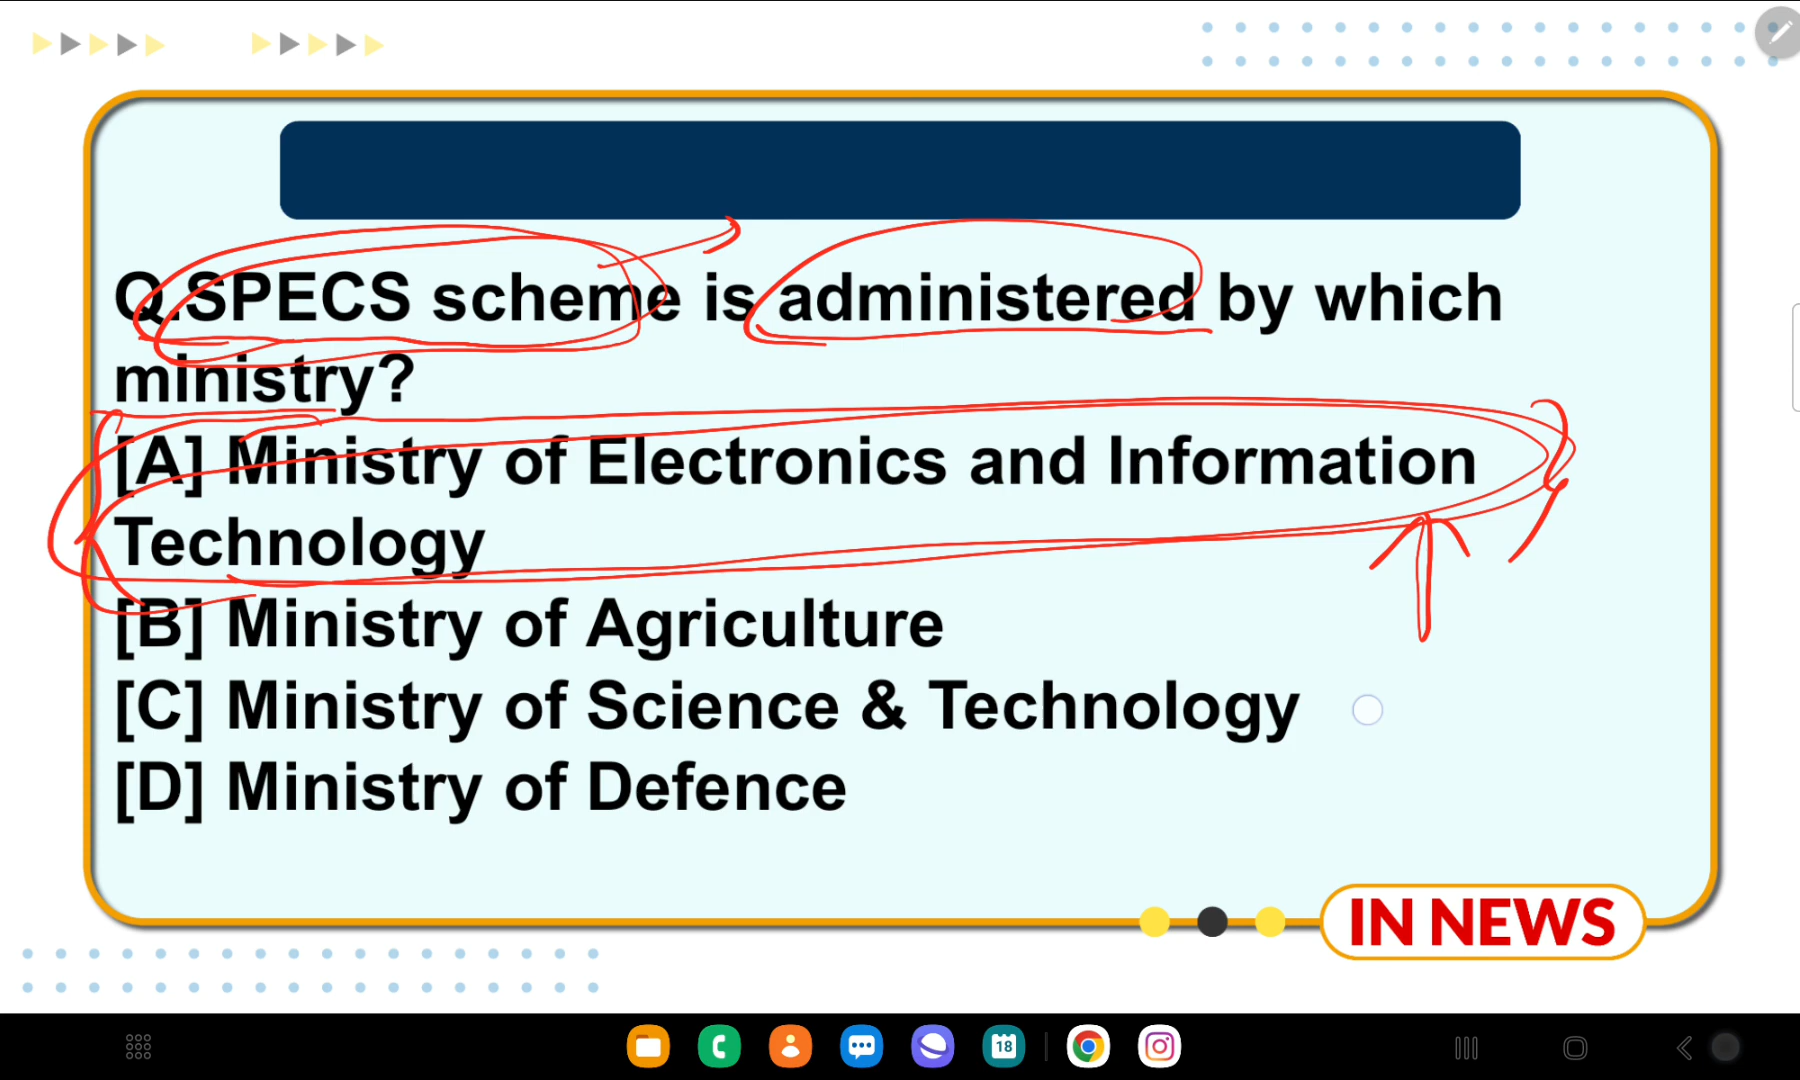 Q.SPECS scheme is administered by which
ministry?
[A] Ministry of Electronics and Information
Technology
[B] Ministry of Agriculture
[C] Ministry of Science & Technology
[D] Ministry of Defence
IN NEWS
18